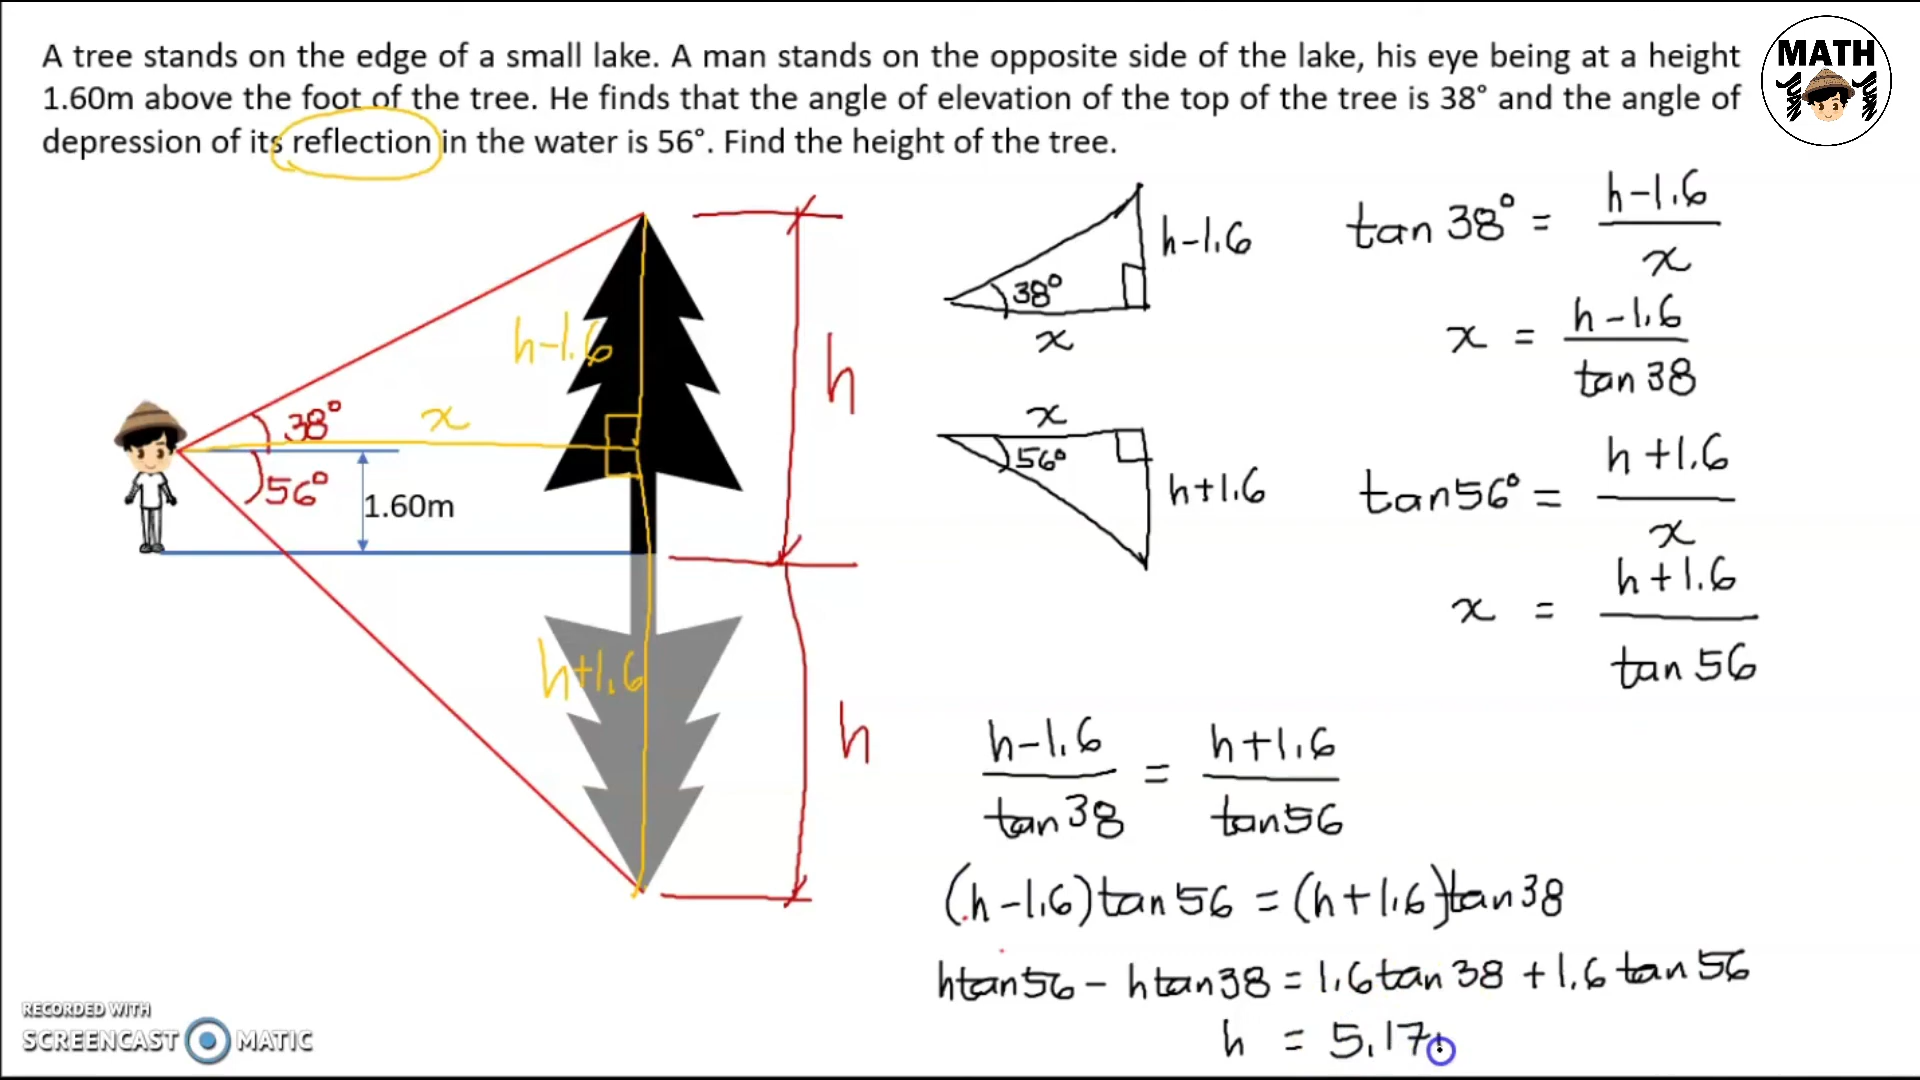 A tree stands on the edge of a small lake. A man stands on the opposite side of the lake, his eye being at a height
1.60m above the foot of the tree. He finds that the angle of elevation of the top of the tree is 38° and the angle of
depression of its reflection in the water is 56°. Find the height of the tree.
MATH
YUAN YUAN
h-1.6
h
x
38°
56°
1.60m
h+1.6
h
38°
h-1.6
x
tan 38° = h-1.6 / x
x = h-1.6 / tan 38
x
56°
h+1.6
tan56° = h+1.6 / x
x = h+1.6 / tan 56
h-1.6 / tan 38 = h+1.6 / tan56
(h-1.6)tan56 = (h+1.6)tan38
htan56 - htan38 = 1.6tan38 + 1.6 tan56
h = 5.17
RECORDED WITH
SCREENCAST MATIC